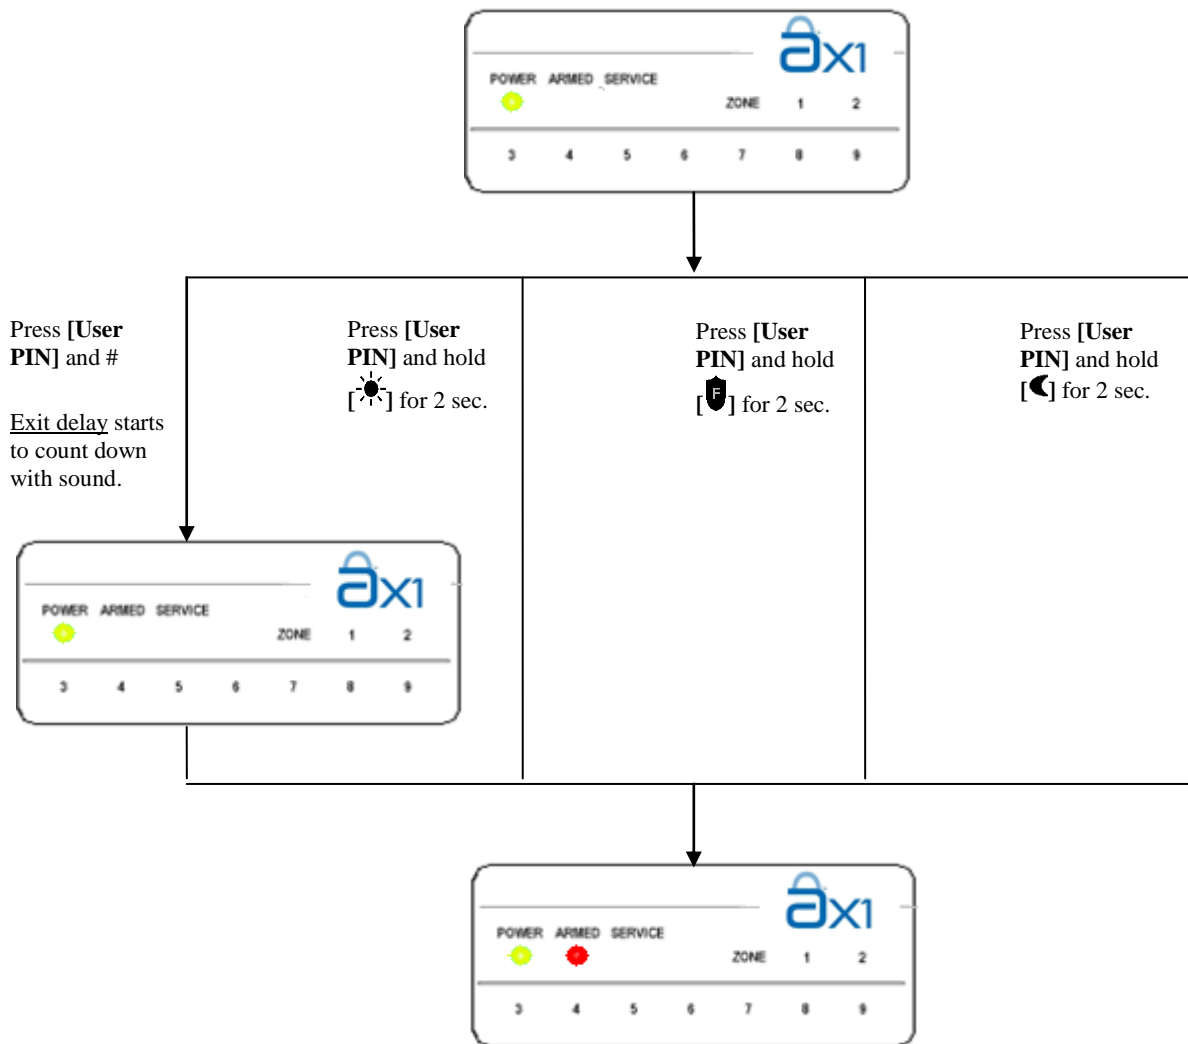 ax1
POWER ARMED SERVICE
ZONE 1 2
3 4 5 6 7 8 9
Press [User
PIN] and #
Exit delay starts
to count down
with sound.
Press [User
PIN] and hold
[ ] for 2 sec.
Press [User
PIN] and hold
[F] for 2 sec.
Press [User
PIN] and hold
[ ] for 2 sec.
ax1
POWER ARMED SERVICE
ZONE 1 2
3 4 5 6 7 8 9
ax1
POWER ARMED SERVICE
ZONE 1 2
3 4 5 6 7 8 9